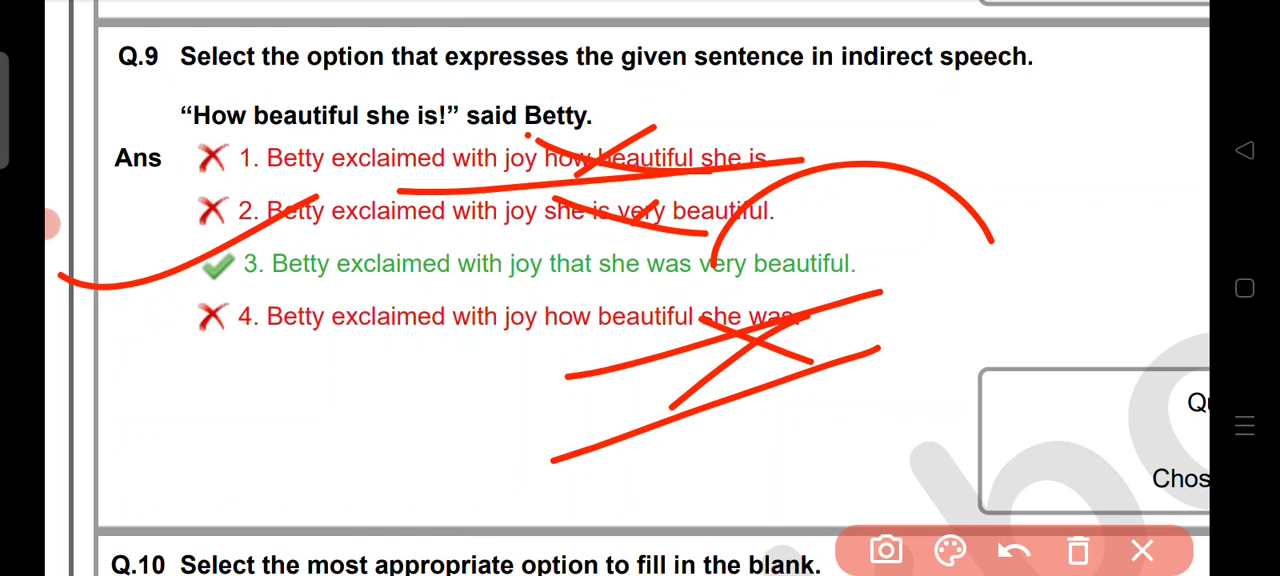 Q.9 Select the option that expresses the given sentence in indirect speech.
“How beautiful she is!” said Betty.
Ans 1. Betty exclaimed with joy how beautiful she is.
2. Betty exclaimed with joy she is very beautiful.
3. Betty exclaimed with joy that she was very beautiful.
4. Betty exclaimed with joy how beautiful she was.
Chos
Q.10 Select the most appropriate option to fill in the blank.